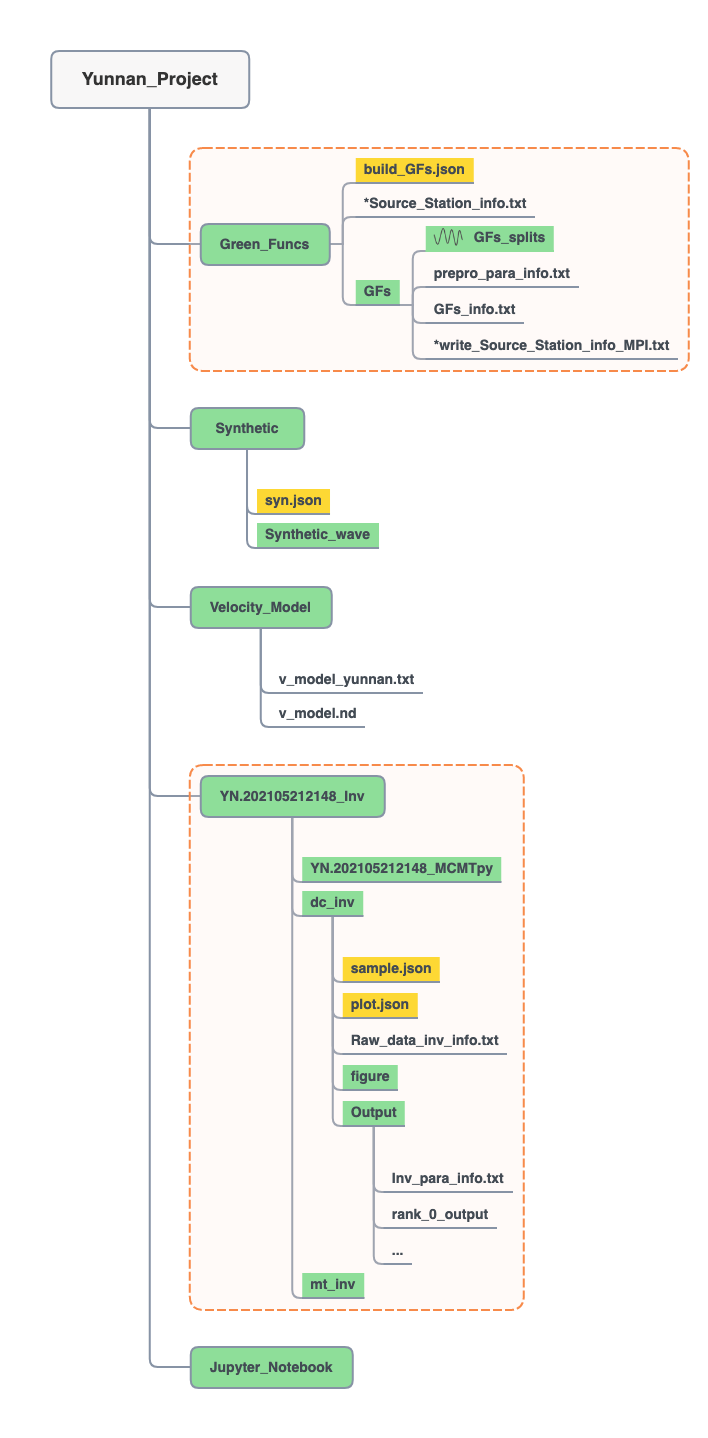 Yunnan_Project
build_GFs.json
*Source_Station_info.txt
Green_Funcs
GFs_splits
prepro_para_info.txt
GFs
GFs_info.txt
*write_Source_Station_info_MPI.txt
Synthetic
syn.json
Synthetic_wave
Velocity_Model
v_model_yunnan.txt
v_model.nd
YN.202105212148_Inv
YN.202105212148_MCMTpy
dc_inv
sample.json
plot.json
Raw_data_inv_info.txt
figure
Output
Inv_para_info.txt
rank_0_output
...
mt_inv
Jupyter_Notebook